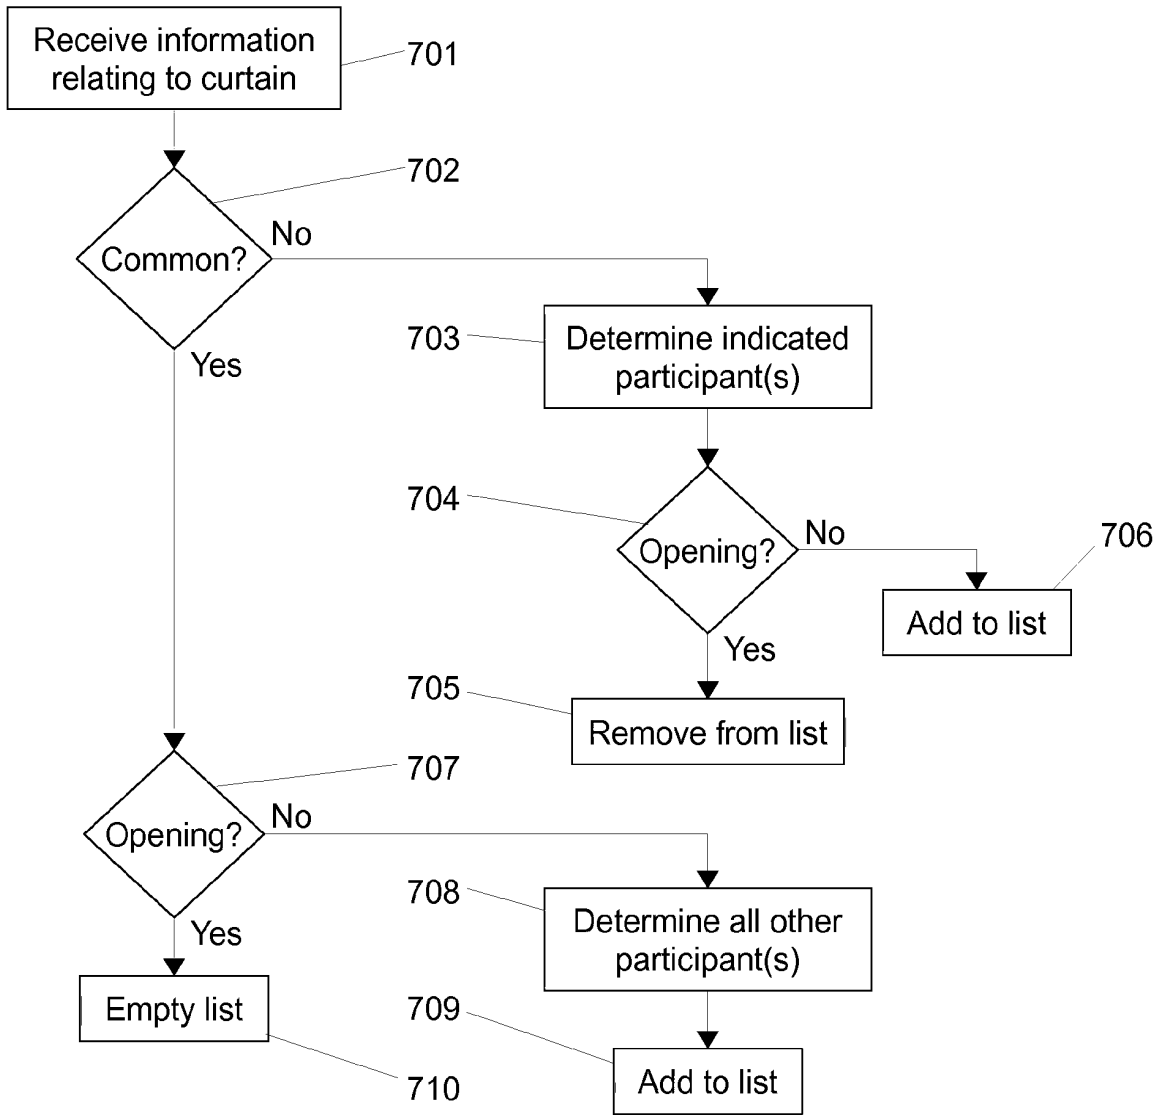 Receive information
relating to curtain
701
702
Common?
No
Yes
703
Determine indicated
participant(s)
704
Opening?
No
706
Add to list
Yes
705
Remove from list
707
Opening?
No
Yes
708
Determine all other
participant(s)
Empty list
710
709
Add to list